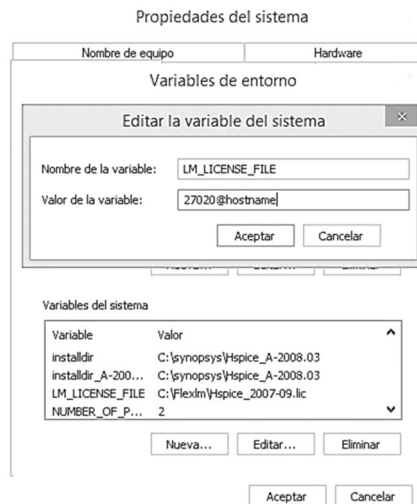 Propiedades del sistema
Nombre de equipo
Hardware
Variables de entorno
Editar la variable del sistema
Nombre de la variable: LM_LICENSE_FILE
Valor de la variable: 27020@hostname
Aceptar
Cancelar
Variables del sistema
Variable Valor
installdir C:\synopsys\Hspice_A-2008.03
installdir_A-200... C:\synopsys\Hspice_A-2008.03
LM_LICENSE_FILE C:\Flexlm\Hspice_2007-09.lic
NUMBER_OF_P... 2
Nueva...
Editar...
Eliminar
Aceptar
Cancelar